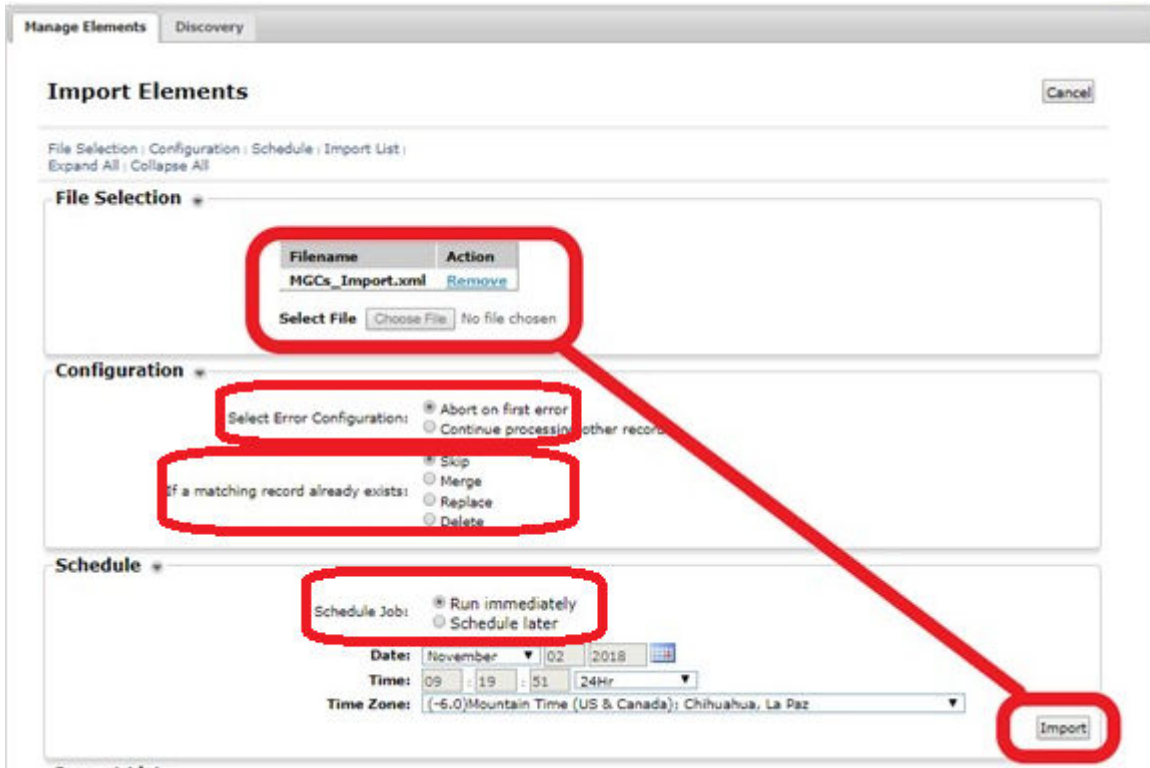 Manage Elements Discovery
Import Elements Cancel
File Selection | Configuration | Schedule | Import List |
Expand All | Collapse All
File Selection
Filename Action
MGCs_Import.xml Remove
Select File Choose File No file chosen
Configuration
Select Error Configuration: Abort on first error
Continue processing other records
Skip
If a matching record already exists: Merge
Replace
Delete
Schedule
Schedule Job: Run immediately
Schedule later
Date: November 02 2018
Time: 09 : 19 : 51 24Hr
Time Zone: (-6.0)Mountain Time (US & Canada); Chihuahua, La Paz
Import